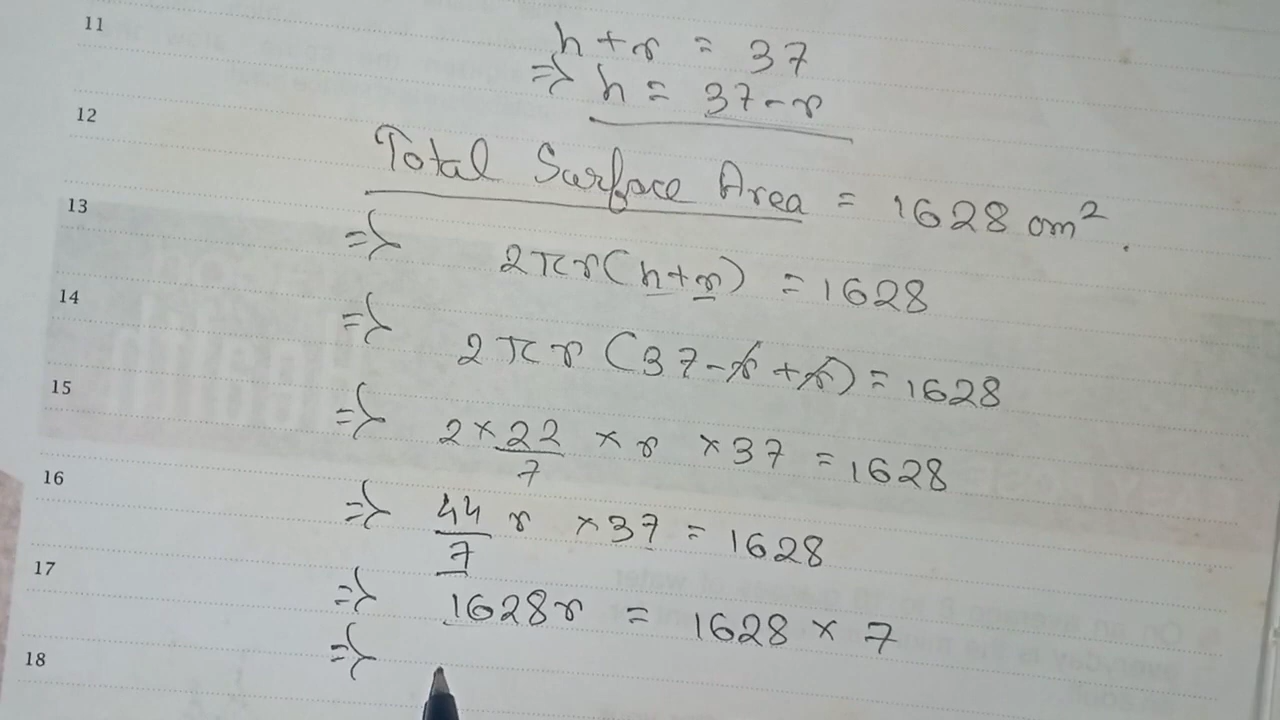 11
h + r = 37
⇒ h = 37 - r
12
Total Surface Area = 1628 cm².
13
⇒ 2πr(h+r) = 1628
14
⇒ 2πr (37 - r + r) = 1628
15
⇒ 2 × 22/7 × r × 37 = 1628
16
⇒ 44/7 r × 37 = 1628
17
⇒ 1628r = 1628 × 7
⇒
18